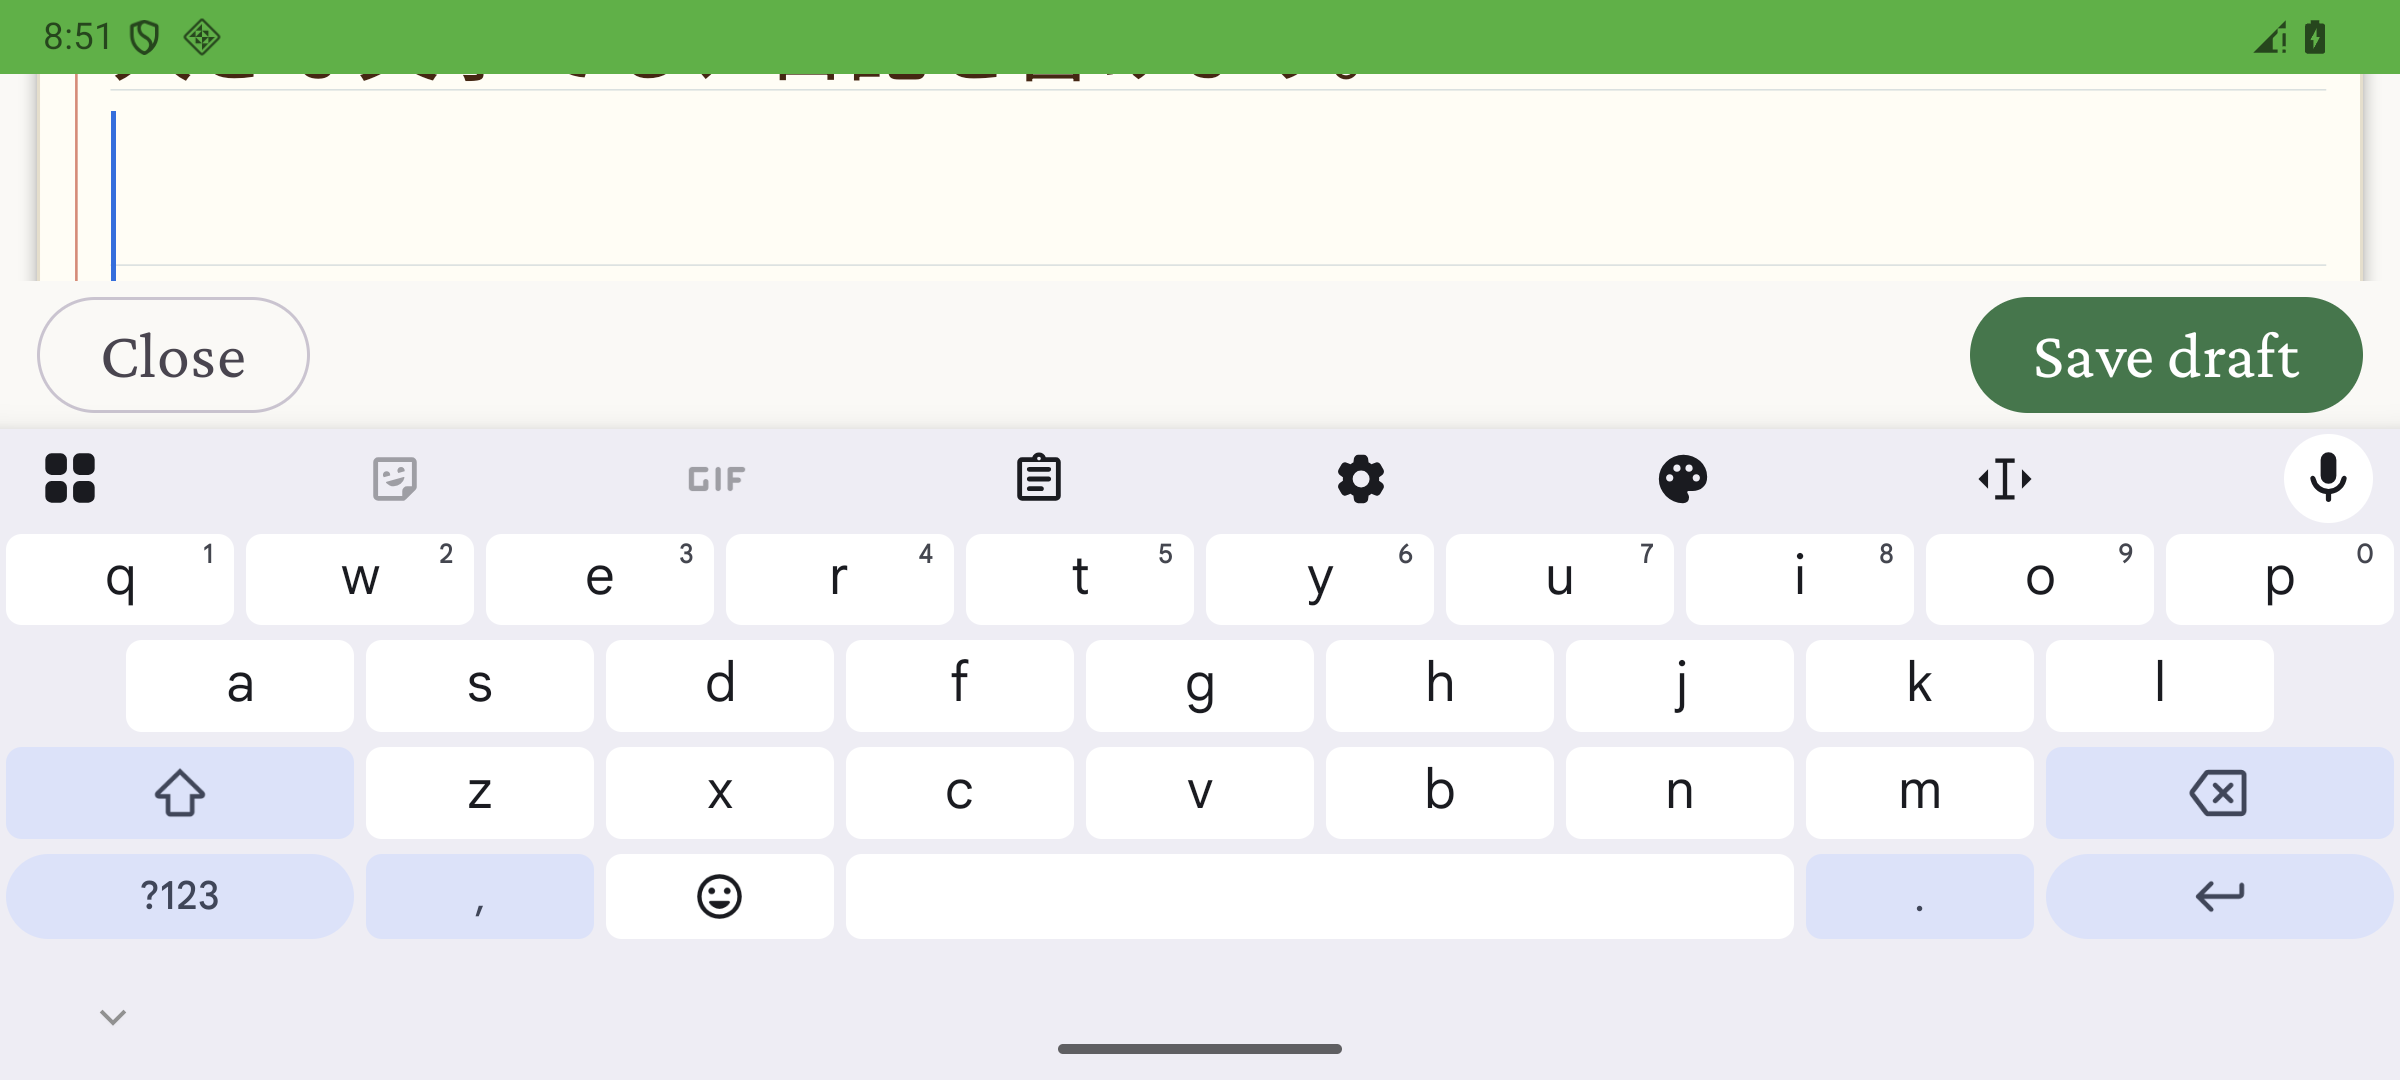 8:51
Close
Save draft
GIF
q 1 w 2 e 3 r 4 t 5 y 6 u 7 i 8 o 9 p 0
a s d f g h j k l
z x c v b n m
?123 , .